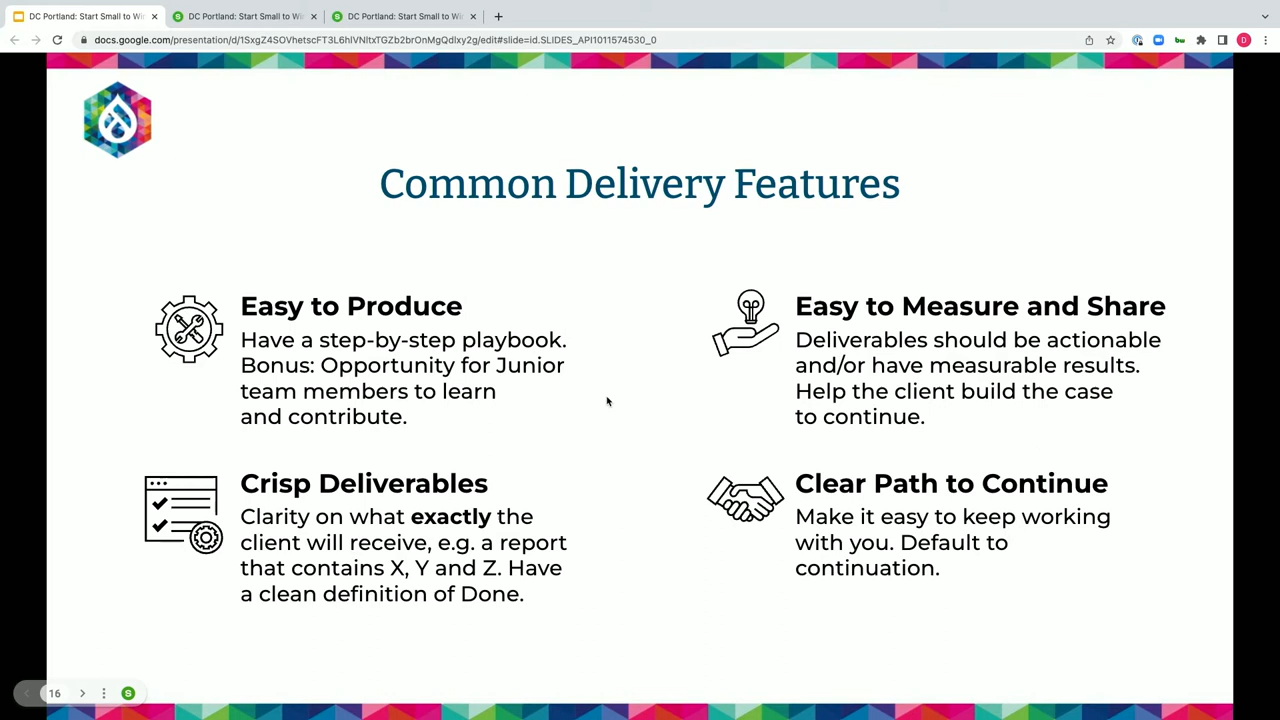 DC Portland: Start Small to Wi
DC Portland: Start Small to Wi
DC Portland: Start Small to Wi
docs.google.com/presentation/d/1SxgZ4SOVhetscFT3L6hIVNltxTGZb2brOnMgQdlxy2g/edit#slide=id.SLIDES_API1011574530_0
bw
D
Common Delivery Features
Easy to Produce
Have a step-by-step playbook.
Bonus: Opportunity for Junior
team members to learn
and contribute.
Easy to Measure and Share
Deliverables should be actionable
and/or have measurable results.
Help the client build the case
to continue.
Crisp Deliverables
Clarity on what exactly the
client will receive, e.g. a report
that contains X, Y and Z. Have
a clean definition of Done.
Clear Path to Continue
Make it easy to keep working
with you. Default to
continuation.
16
S